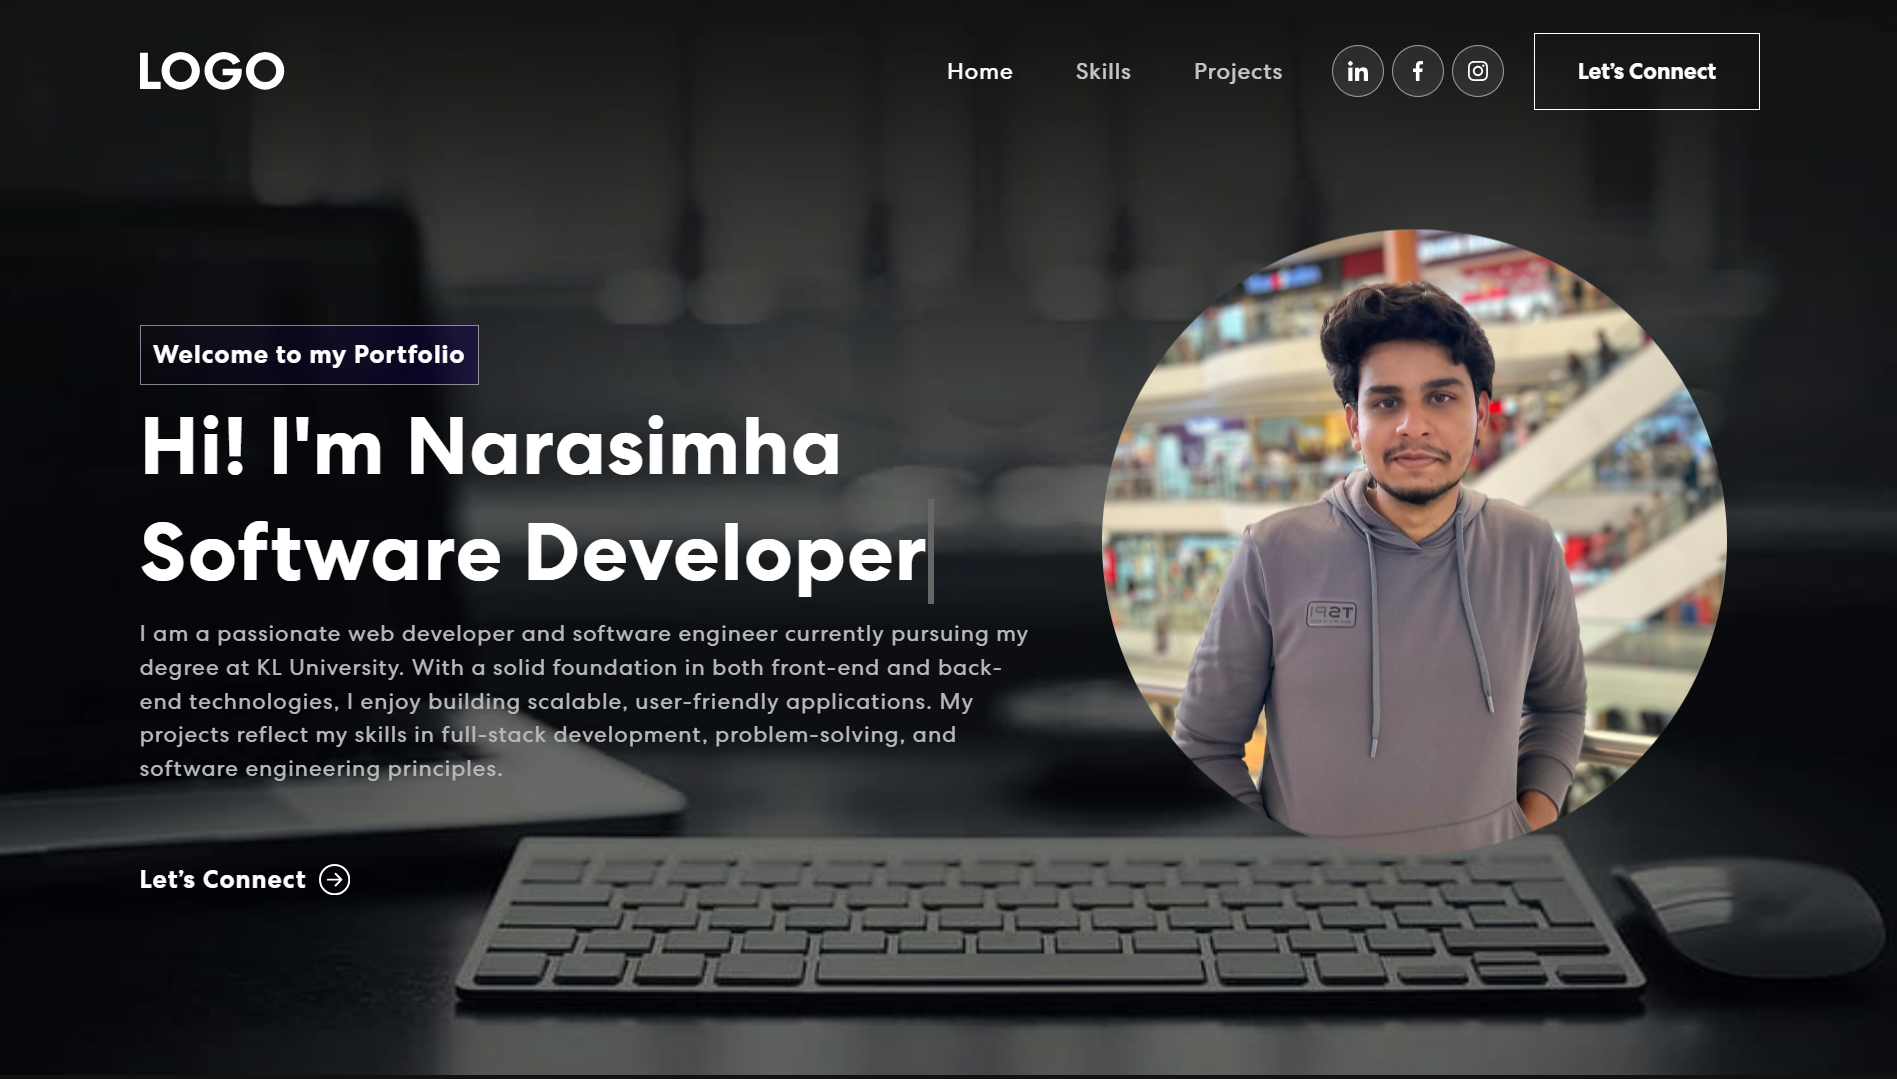 LOGO
Home Skills Projects Let’s Connect
Welcome to my Portfolio
Hi! I'm Narasimha
Software Developer
I am a passionate web developer and software engineer currently pursuing my
degree at KL University. With a solid foundation in both front-end and back-
end technologies, I enjoy building scalable, user-friendly applications. My
projects reflect my skills in full-stack development, problem-solving, and
software engineering principles.
Let’s Connect